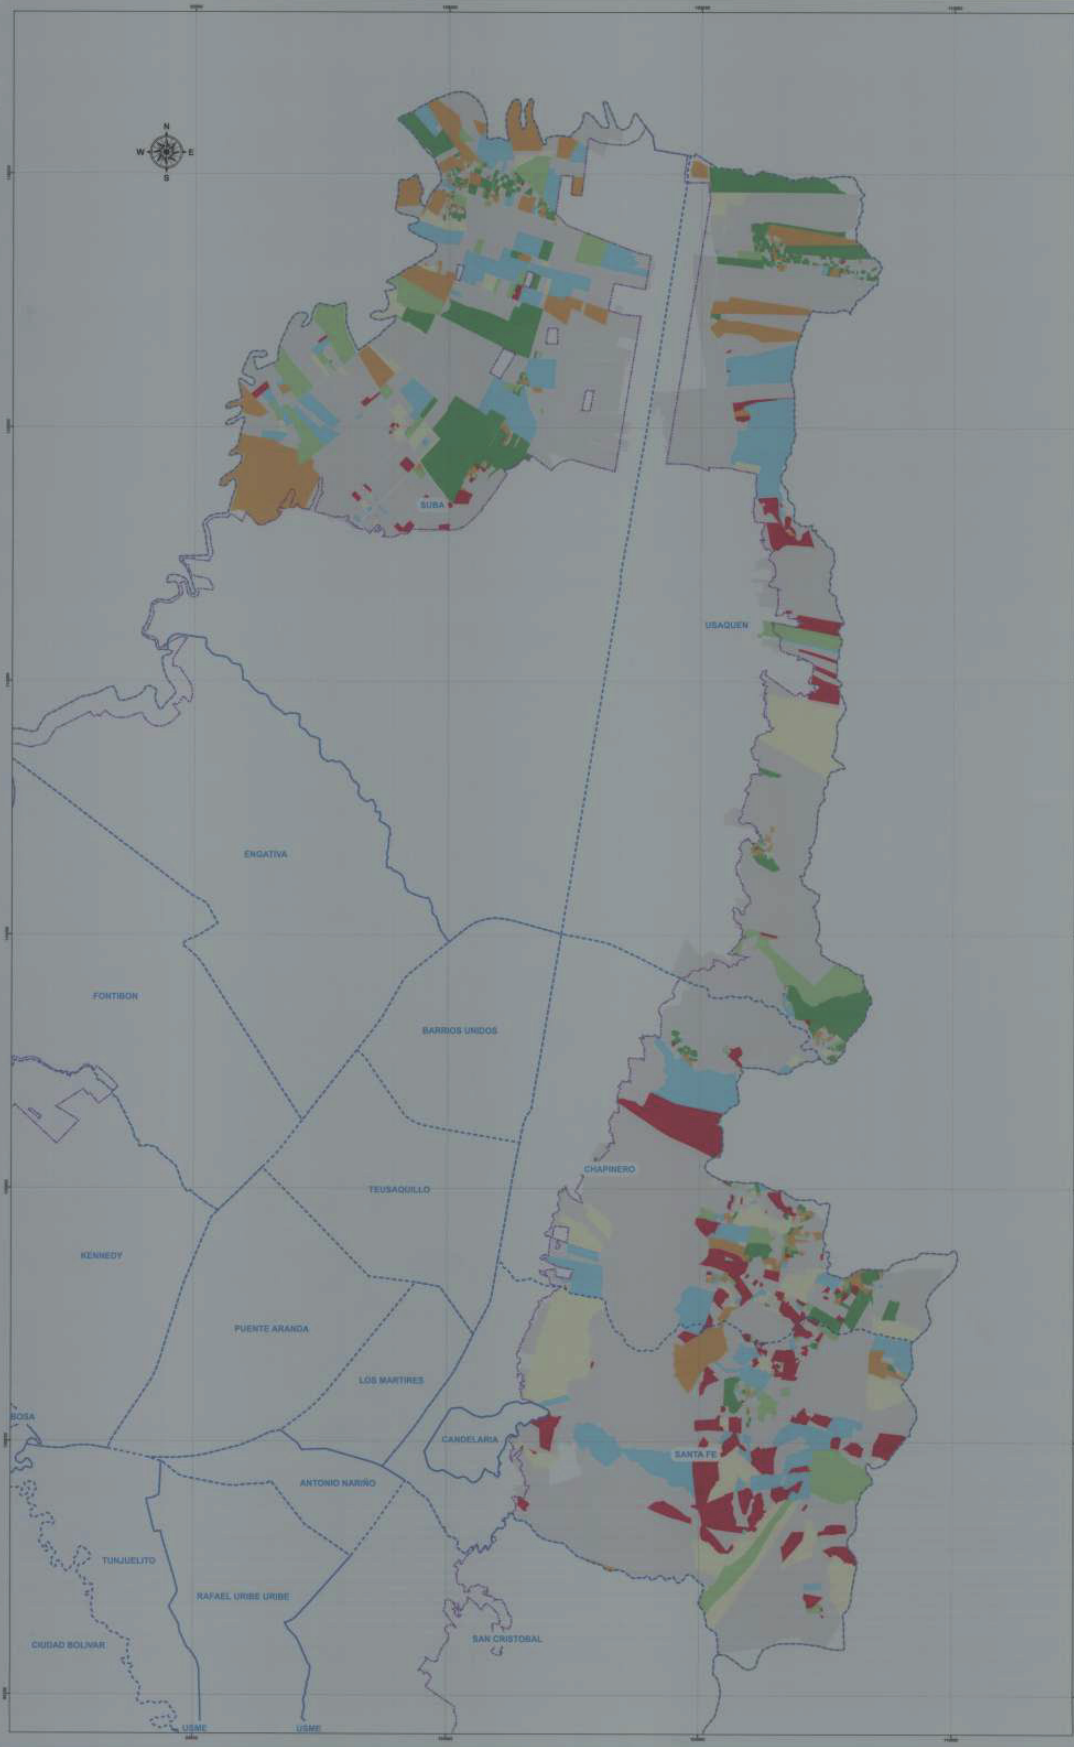 N
W E
S
SUBA
USAQUEN
ENGATIVA
FONTIBON
BARRIOS UNIDOS
CHAPINERO
TEUSAQUILLO
KENNEDY
PUENTE ARANDA
LOS MARTIRES
BOSA
CANDELARIA
SANTA FE
ANTONIO NARIÑO
TUNJUELITO
RAFAEL URIBE URIBE
SAN CRISTOBAL
CIUDAD BOLIVAR
USME
USME